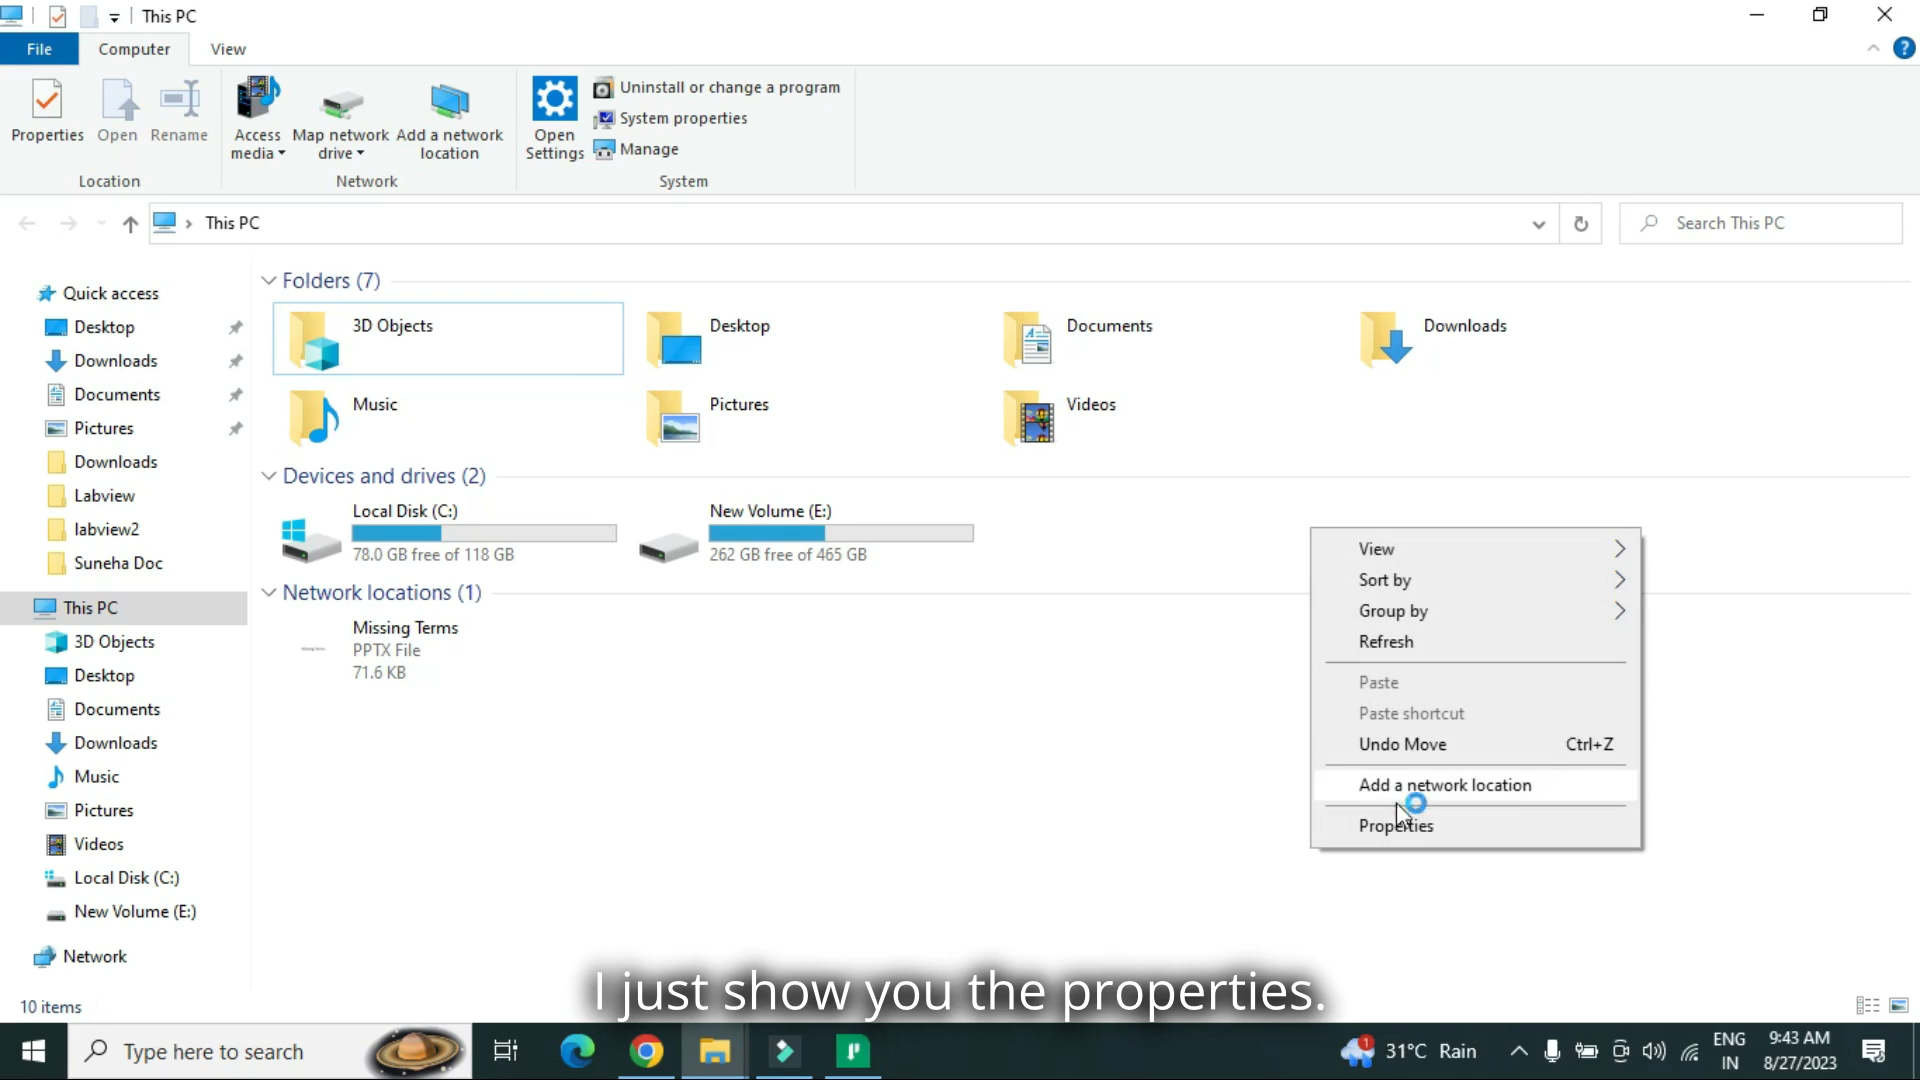 This PC
File
Computer
View
Properties
Open
Rename
Access media
Map network drive
Add a network location
Open Settings
Uninstall or change a program
System properties
Manage
Location
Network
System
This PC
Search This PC
Quick access
Desktop
Downloads
Documents
Pictures
Downloads
Labview
labview2
Suneha Doc
This PC
3D Objects
Desktop
Documents
Downloads
Music
Pictures
Videos
Local Disk (C:)
New Volume (E:)
Network
Folders (7)
3D Objects
Desktop
Documents
Downloads
Music
Pictures
Videos
Devices and drives (2)
Local Disk (C:)
78.0 GB free of 118 GB
New Volume (E:)
262 GB free of 465 GB
Network locations (1)
Missing Terms
PPTX File
71.6 KB
View
Sort by
Group by
Refresh
Paste
Paste shortcut
Undo Move Ctrl+Z
Add a network location
Properties
I just show you the properties.
10 items
Type here to search
1
31°C Rain
ENG
IN
9:43 AM
8/27/2023